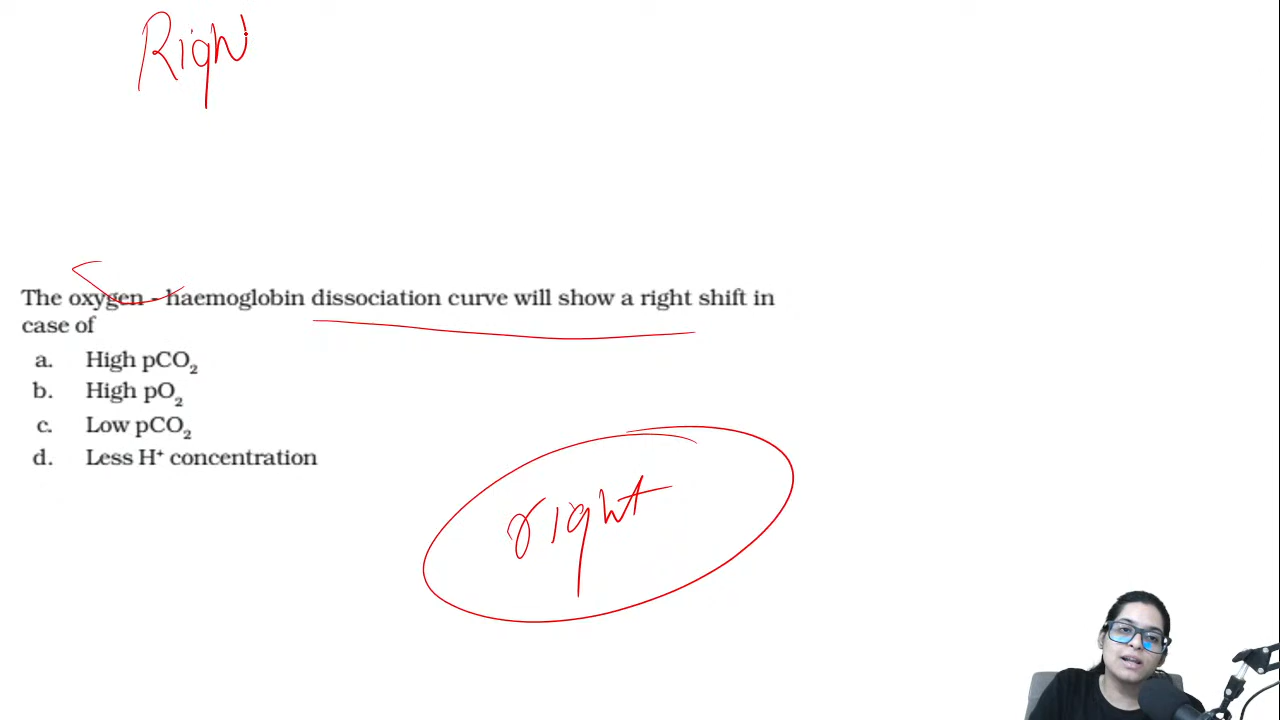 Righ
The oxygen - haemoglobin dissociation curve will show a right shift in
case of
a. High pCO₂
b. High pO₂
c. Low pCO₂
d. Less H⁺ concentration
right